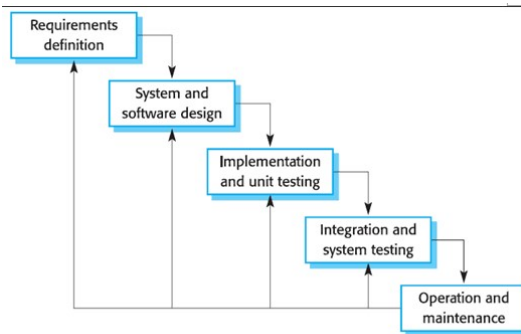 Requirements
definition
System and
software design
Implementation
and unit testing
Integration and
system testing
Operation and
maintenance